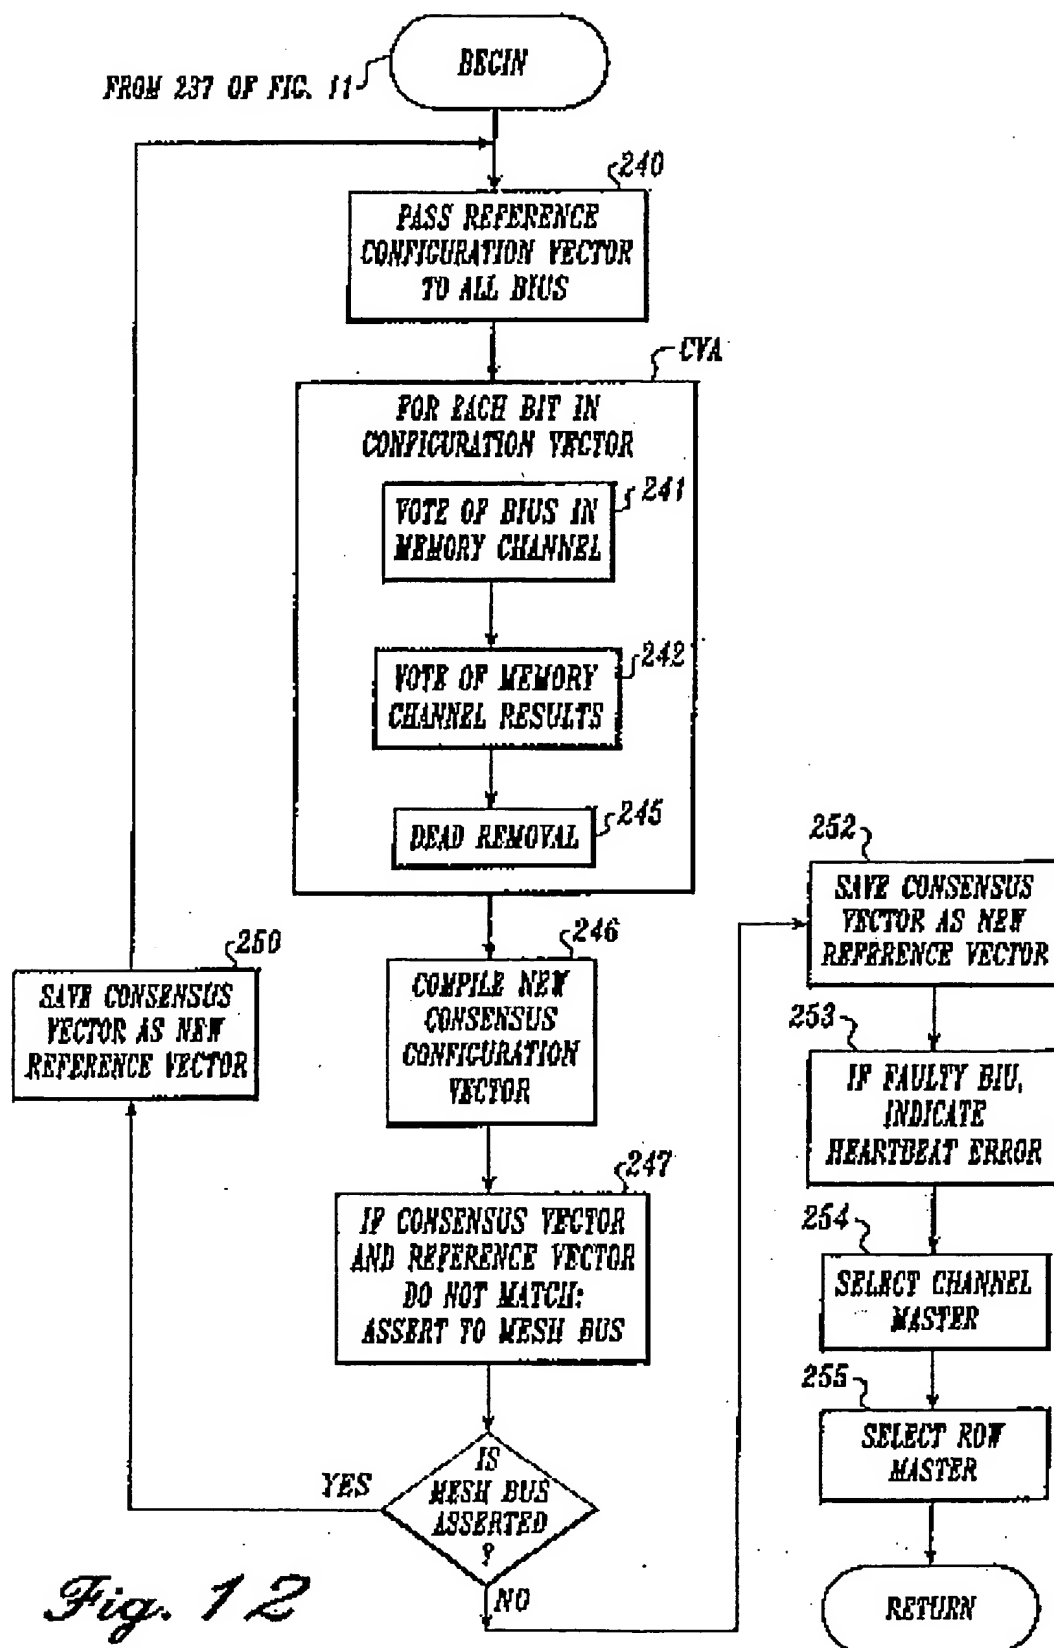 BEGIN
FROM 237 OF FIG. 11
240
PASS REFERENCE
CONFIGURATION VECTOR
TO ALL BIUS
CVA
FOR EACH BIT IN
CONFIGURATION VECTOR
241
VOTE OF BIUS IN
MEMORY CHANNEL
242
VOTE OF MEMORY
CHANNEL RESULTS
245
DEAD REMOVAL
246
COMPILE NEW
CONSENSUS
CONFIGURATION
VECTOR
247
IF CONSENSUS VECTOR
AND REFERENCE VECTOR
DO NOT MATCH:
ASSERT TO MESH BUS
IS
MESH BUS
ASSERTED
?
YES
NO
250
SAVE CONSENSUS
VECTOR AS NEW
REFERENCE VECTOR
252
SAVE CONSENSUS
VECTOR AS NEW
REFERENCE VECTOR
253
IF FAULTY BIU,
INDICATE
HEARTBEAT ERROR
254
SELECT CHANNEL
MASTER
255
SELECT ROW
MASTER
RETURN
Fig. 12